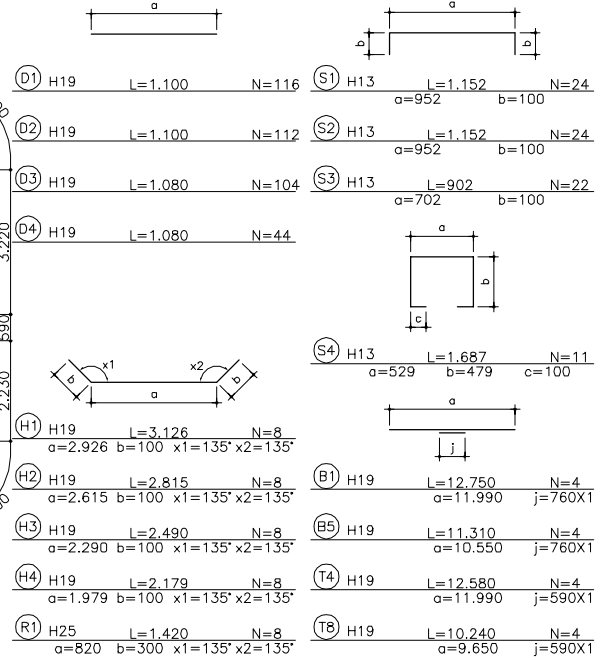 a
D1 H19 L=1.100 N=116
D2 H19 L=1.100 N=112
D3 H19 L=1.080 N=104
D4 H19 L=1.080 N=44
3.220
590
2.230
x1 x2
b a b
H1 H19 L=3.126 N=8
a=2.926 b=100 x1=135° x2=135°
H2 H19 L=2.815 N=8
a=2.615 b=100 x1=135° x2=135°
H3 H19 L=2.490 N=8
a=2.290 b=100 x1=135° x2=135°
H4 H19 L=2.179 N=8
a=1.979 b=100 x1=135° x2=135°
R1 H25 L=1.420 N=8
a=820 b=300 x1=135° x2=135°
a
b b
S1 H13 L=1.152 N=24
a=952 b=100
S2 H13 L=1.152 N=24
a=952 b=100
S3 H13 L=902 N=22
a=702 b=100
a
b
c
S4 H13 L=1.687 N=11
a=529 b=479 c=100
a
j
B1 H19 L=12.750 N=4
a=11.990 j=760X1
B5 H19 L=11.310 N=4
a=10.550 j=760X1
T4 H19 L=12.580 N=4
a=11.990 j=590X1
T8 H19 L=10.240 N=4
a=9.650 j=590X1